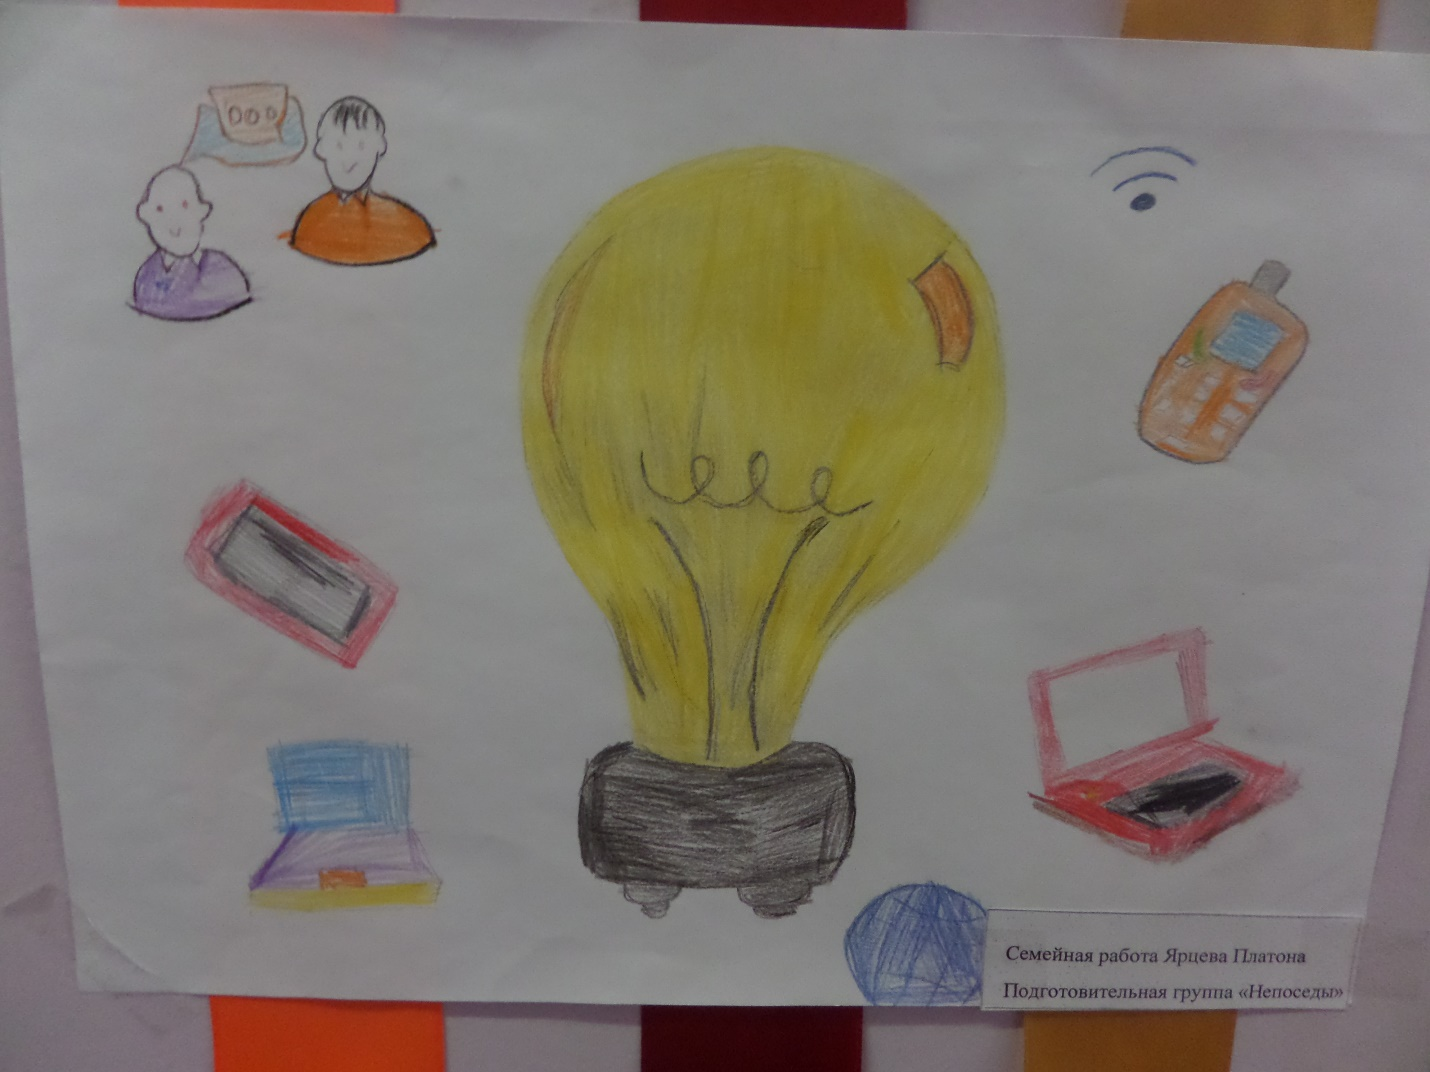 Семейная работа Ярцева Платона
Подготовительная группа «Непоседы»